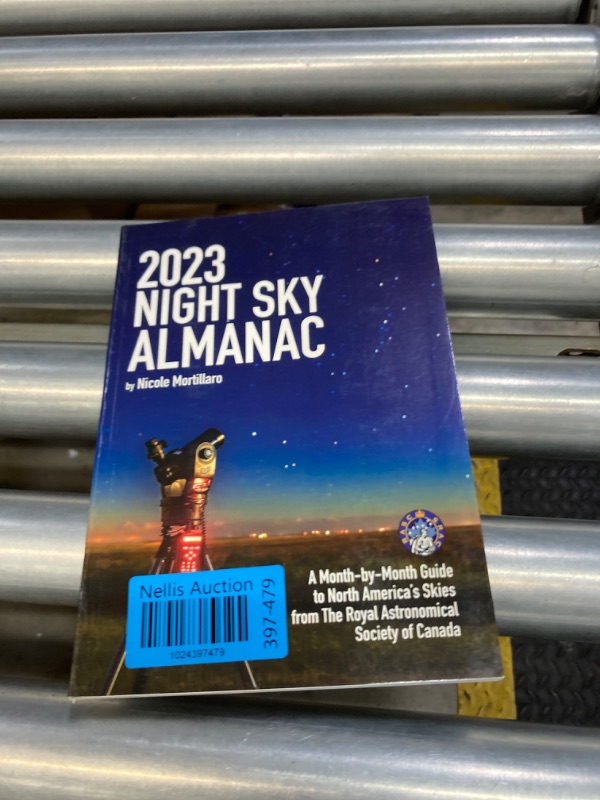 2023
NIGHT SKY
ALMANAC
by Nicole Mortillaro
A Month-by-Month Guide
to North America's Skies
from The Royal Astronomical
Society of Canada
Nellis Auction
1024397479
397-479